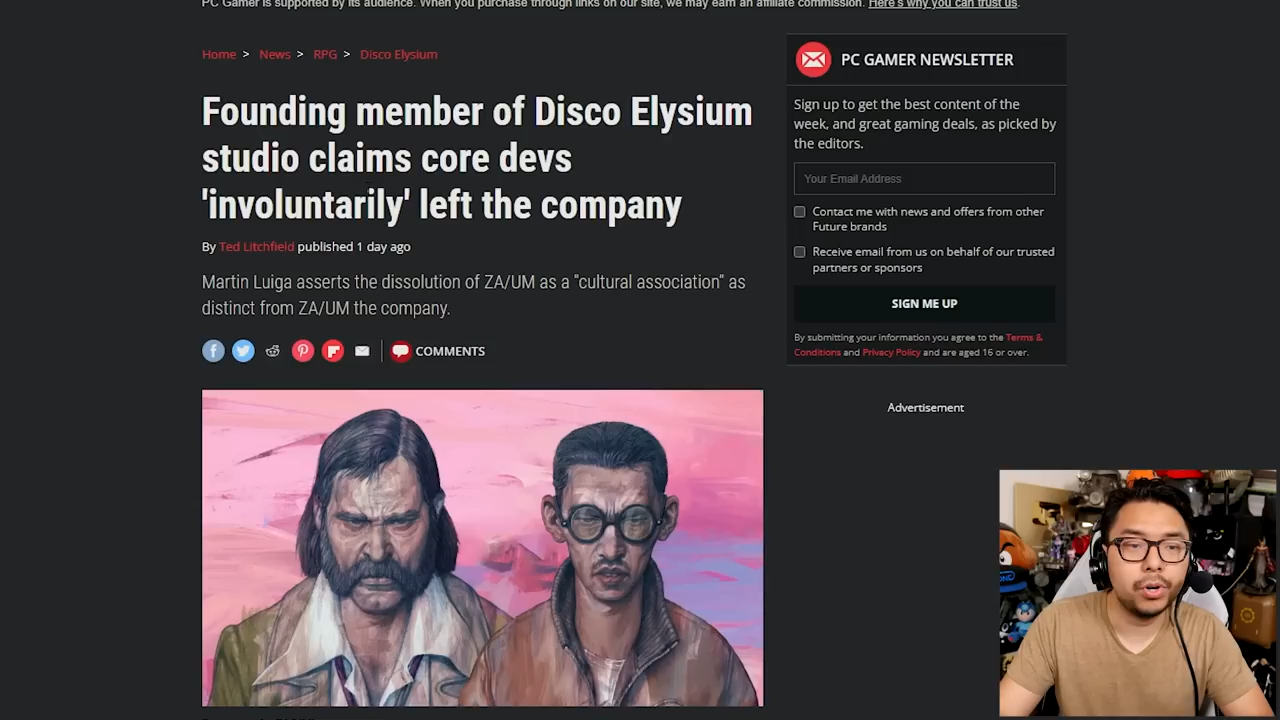 PC Gamer is supported by its audience. When you purchase through links on our site, we may earn an affiliate commission. Here's why you can trust us.
Home > News > RPG > Disco Elysium
Founding member of Disco Elysium
studio claims core devs
'involuntarily' left the company
By Ted Litchfield published 1 day ago
Martin Luiga asserts the dissolution of ZA/UM as a "cultural association" as
distinct from ZA/UM the company.
COMMENTS
PC GAMER NEWSLETTER
Sign up to get the best content of the
week, and great gaming deals, as picked by
the editors.
Your Email Address
Contact me with news and offers from other
Future brands
Receive email from us on behalf of our trusted
partners or sponsors
SIGN ME UP
By submitting your information you agree to the Terms &
Conditions and Privacy Policy and are aged 16 or over.
Advertisement